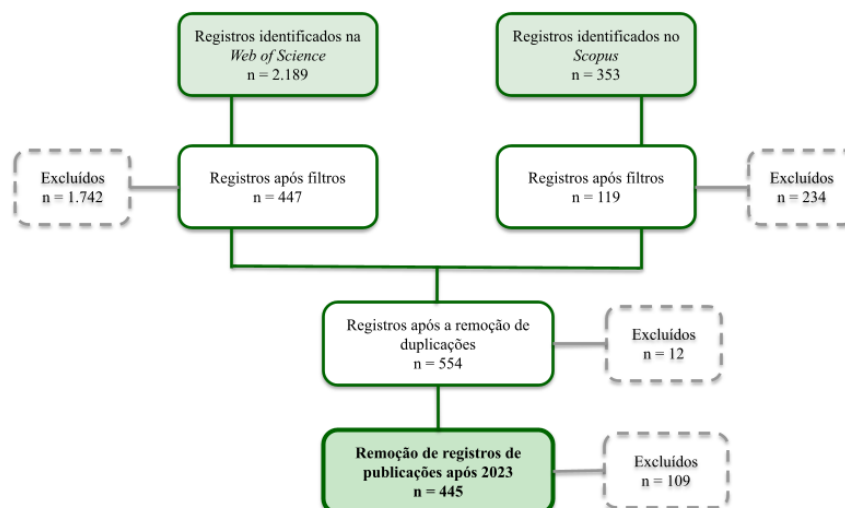 Registros identificados na
Web of Science
n = 2.189
Registros identificados no
Scopus
n = 353
Excluídos
n = 1.742
Registros após filtros
n = 447
Registros após filtros
n = 119
Excluídos
n = 234
Registros após a remoção de
duplicações
n = 554
Excluídos
n = 12
Remoção de registros de
publicações após 2023
n = 445
Excluídos
n = 109